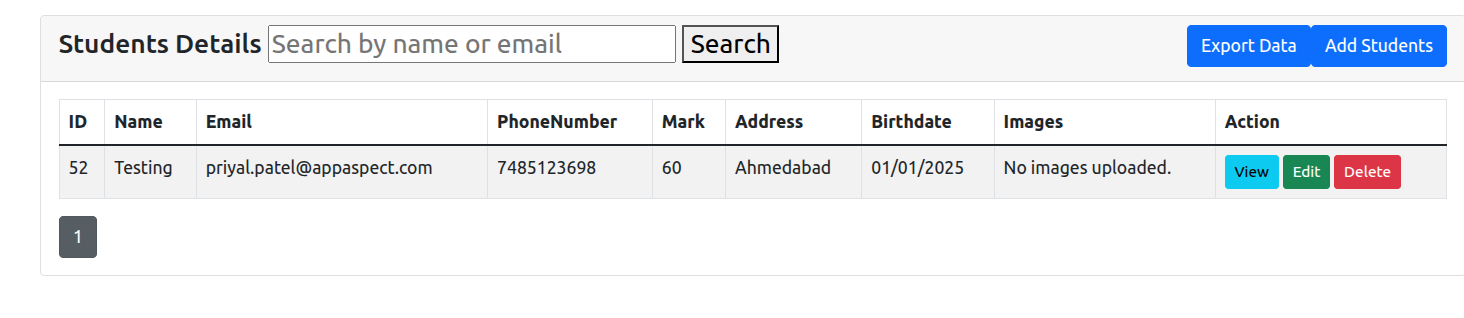 Students Details Search by name or email Search Export Data Add Students
ID Name Email PhoneNumber Mark Address Birthdate Images Action
52 Testing priyal.patel@appaspect.com 7485123698 60 Ahmedabad 01/01/2025 No images uploaded. View Edit Delete
1